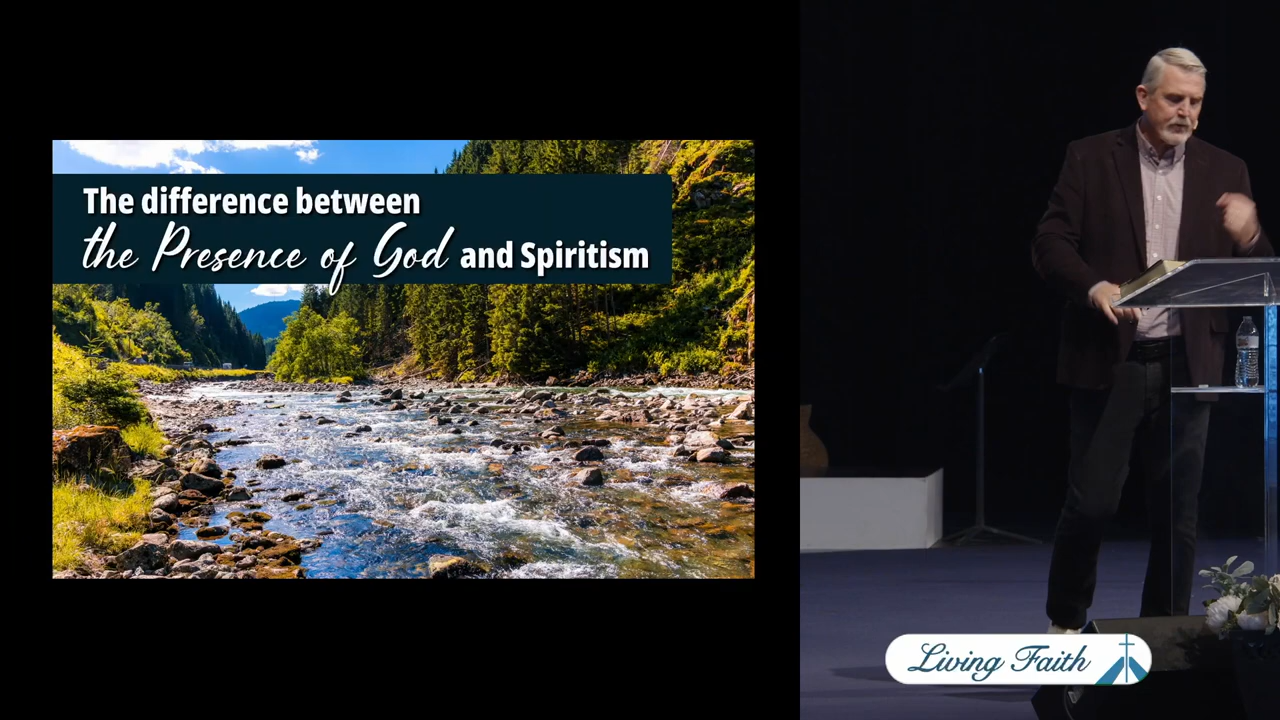 The difference between
the Presence of God and Spiritism
Living Faith